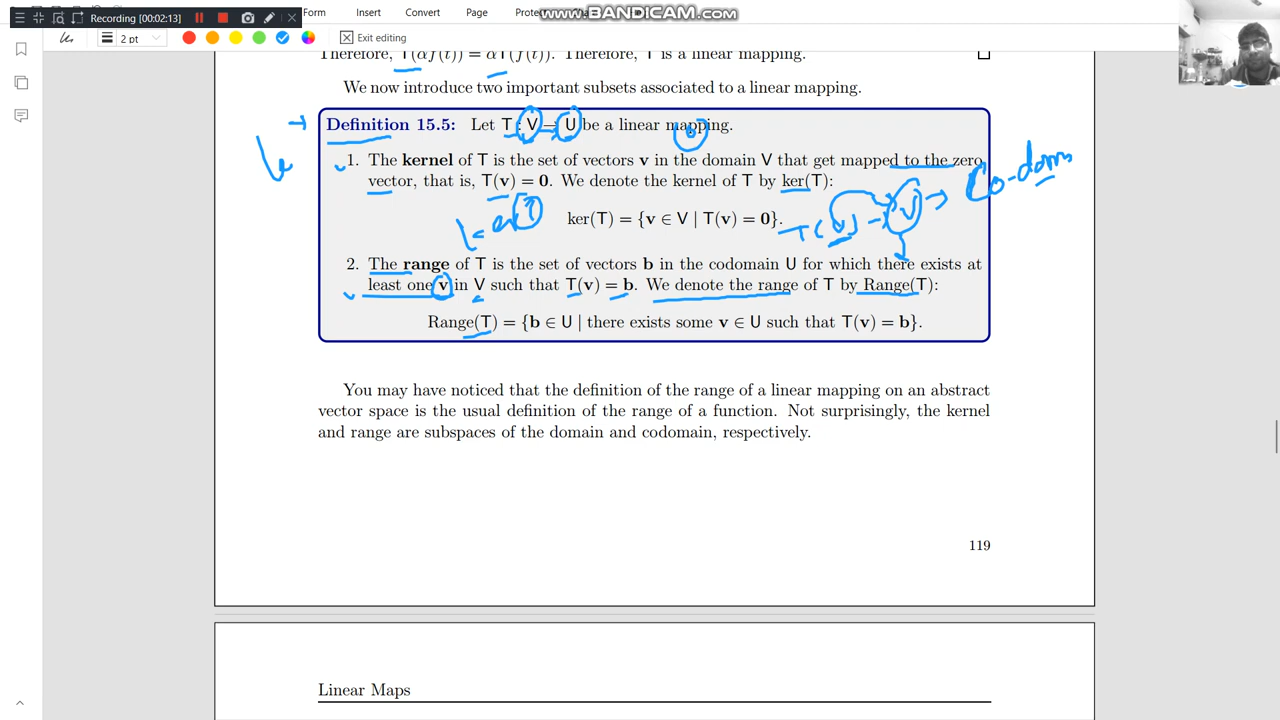 Recording [00:02:13]
Form Insert Convert Page
www.BANDICAM.com
2 pt
Exit editing
Therefore, T(αf(t)) = αT(f(t)). Therefore, T is a linear mapping. □
We now introduce two important subsets associated to a linear mapping.
Definition 15.5: Let T : V → U be a linear mapping.
1. The kernel of T is the set of vectors v in the domain V that get mapped to the zero
vector, that is, T(v) = 0. We denote the kernel of T by ker(T):
Co-dom
ker(T) = {v ∈ V | T(v) = 0}.
ker(T)
2. The range of T is the set of vectors b in the codomain U for which there exists at
least one v in V such that T(v) = b. We denote the range of T by Range(T):
Range(T) = {b ∈ U | there exists some v ∈ U such that T(v) = b}.
You may have noticed that the definition of the range of a linear mapping on an abstract
vector space is the usual definition of the range of a function. Not surprisingly, the kernel
and range are subspaces of the domain and codomain, respectively.
119
Linear Maps